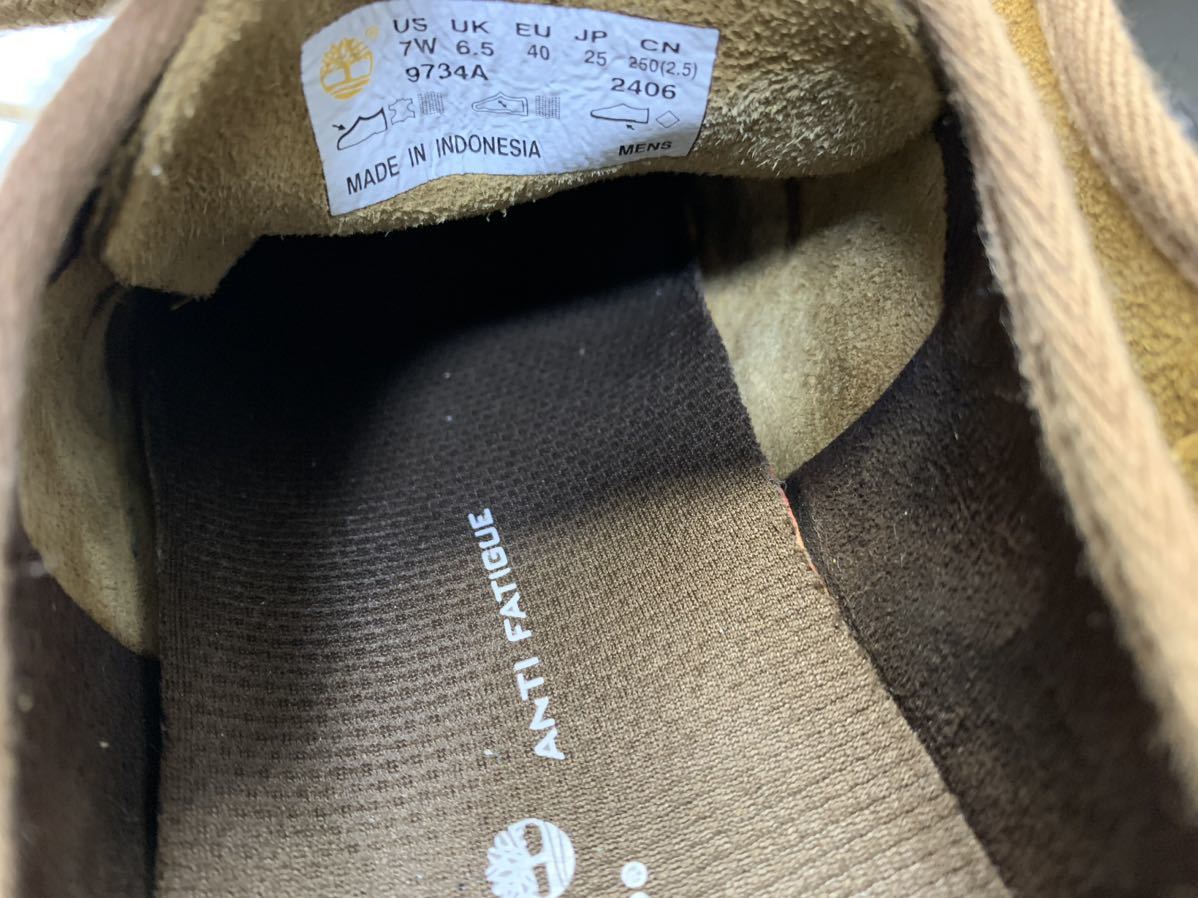 US UK EU JP CN
7W 6.5 40 25 250(2.5)
9734A 2406
MADE IN INDONESIA MENS
ANTI FATIGUE